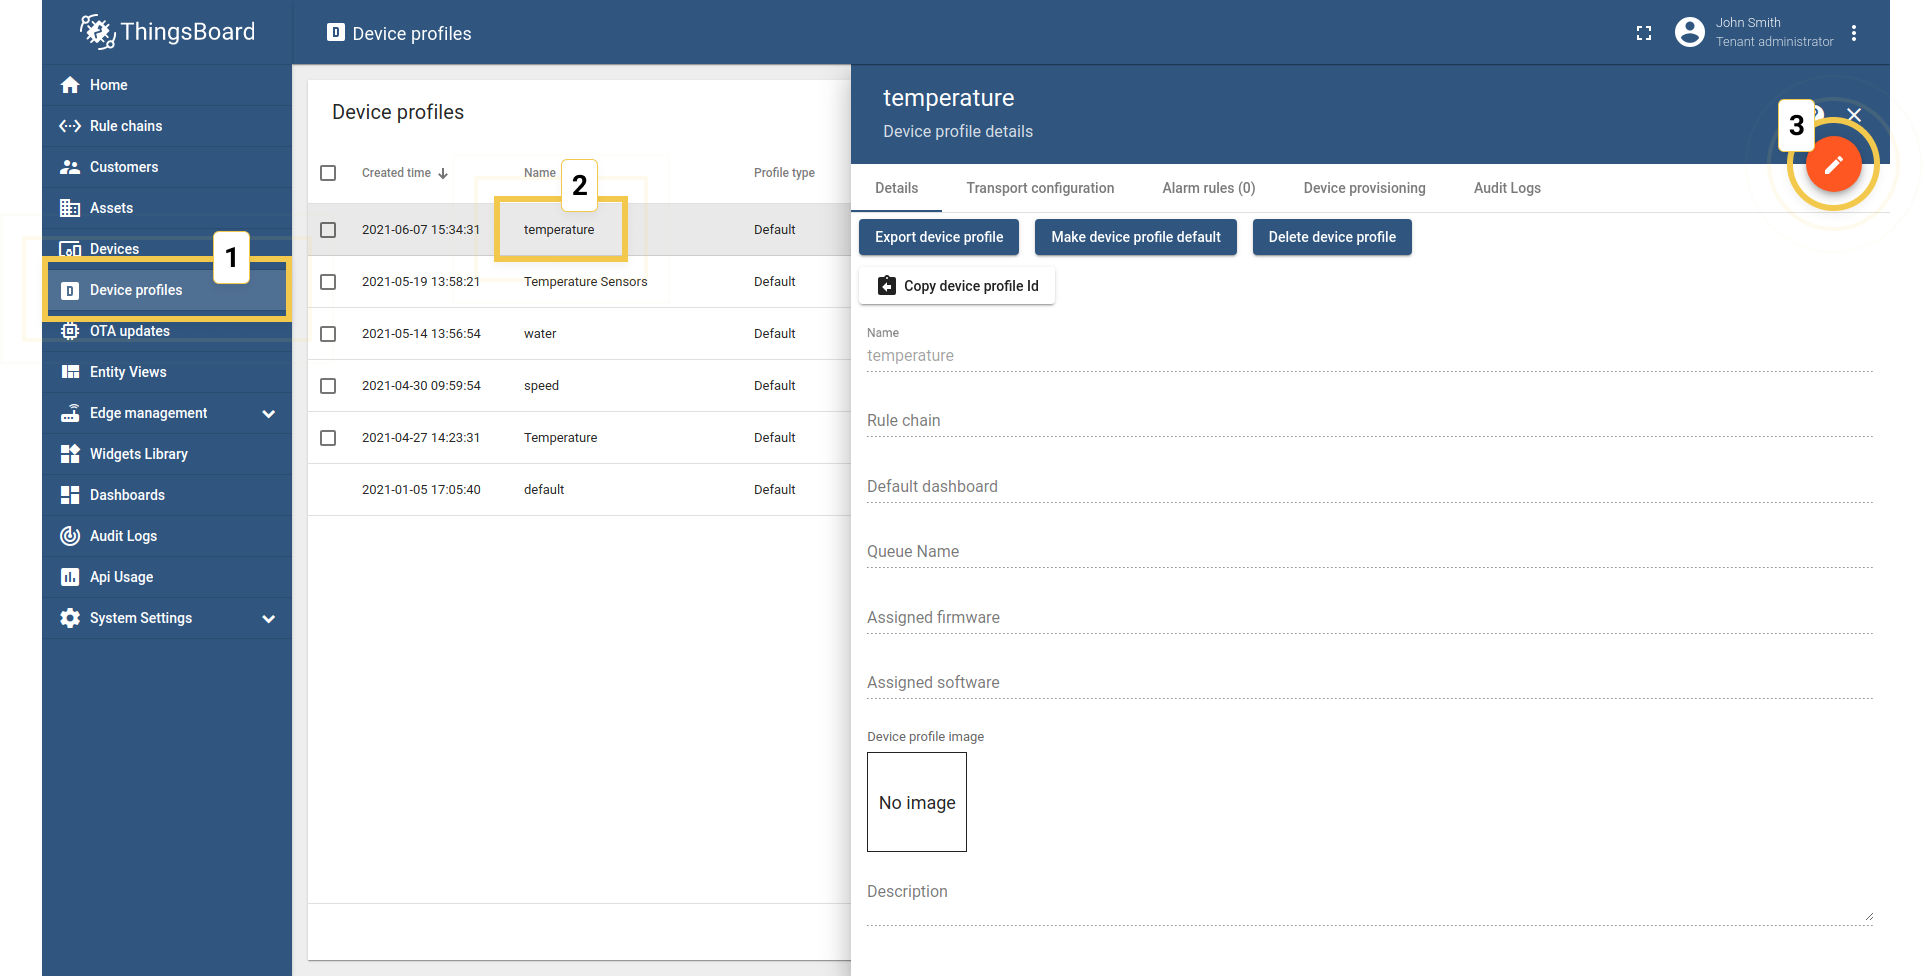 ThingsBoard
Device profiles
John Smith
Tenant administrator
Home
Rule chains
Customers
Assets
Devices
1
Device profiles
OTA updates
Entity Views
Edge management
Widgets Library
Dashboards
Audit Logs
Api Usage
System Settings
Device profiles
Created time Name Profile type
2
2021-06-07 15:34:31 temperature Default
2021-05-19 13:58:21 Temperature Sensors Default
2021-05-14 13:56:54 water Default
2021-04-30 09:59:54 speed Default
2021-04-27 14:23:31 Temperature Default
2021-01-05 17:05:40 default Default
temperature
Device profile details
3
Details Transport configuration Alarm rules (0) Device provisioning Audit Logs
Export device profile Make device profile default Delete device profile
Copy device profile Id
Name
temperature
Rule chain
Default dashboard
Queue Name
Assigned firmware
Assigned software
Device profile image
No image
Description